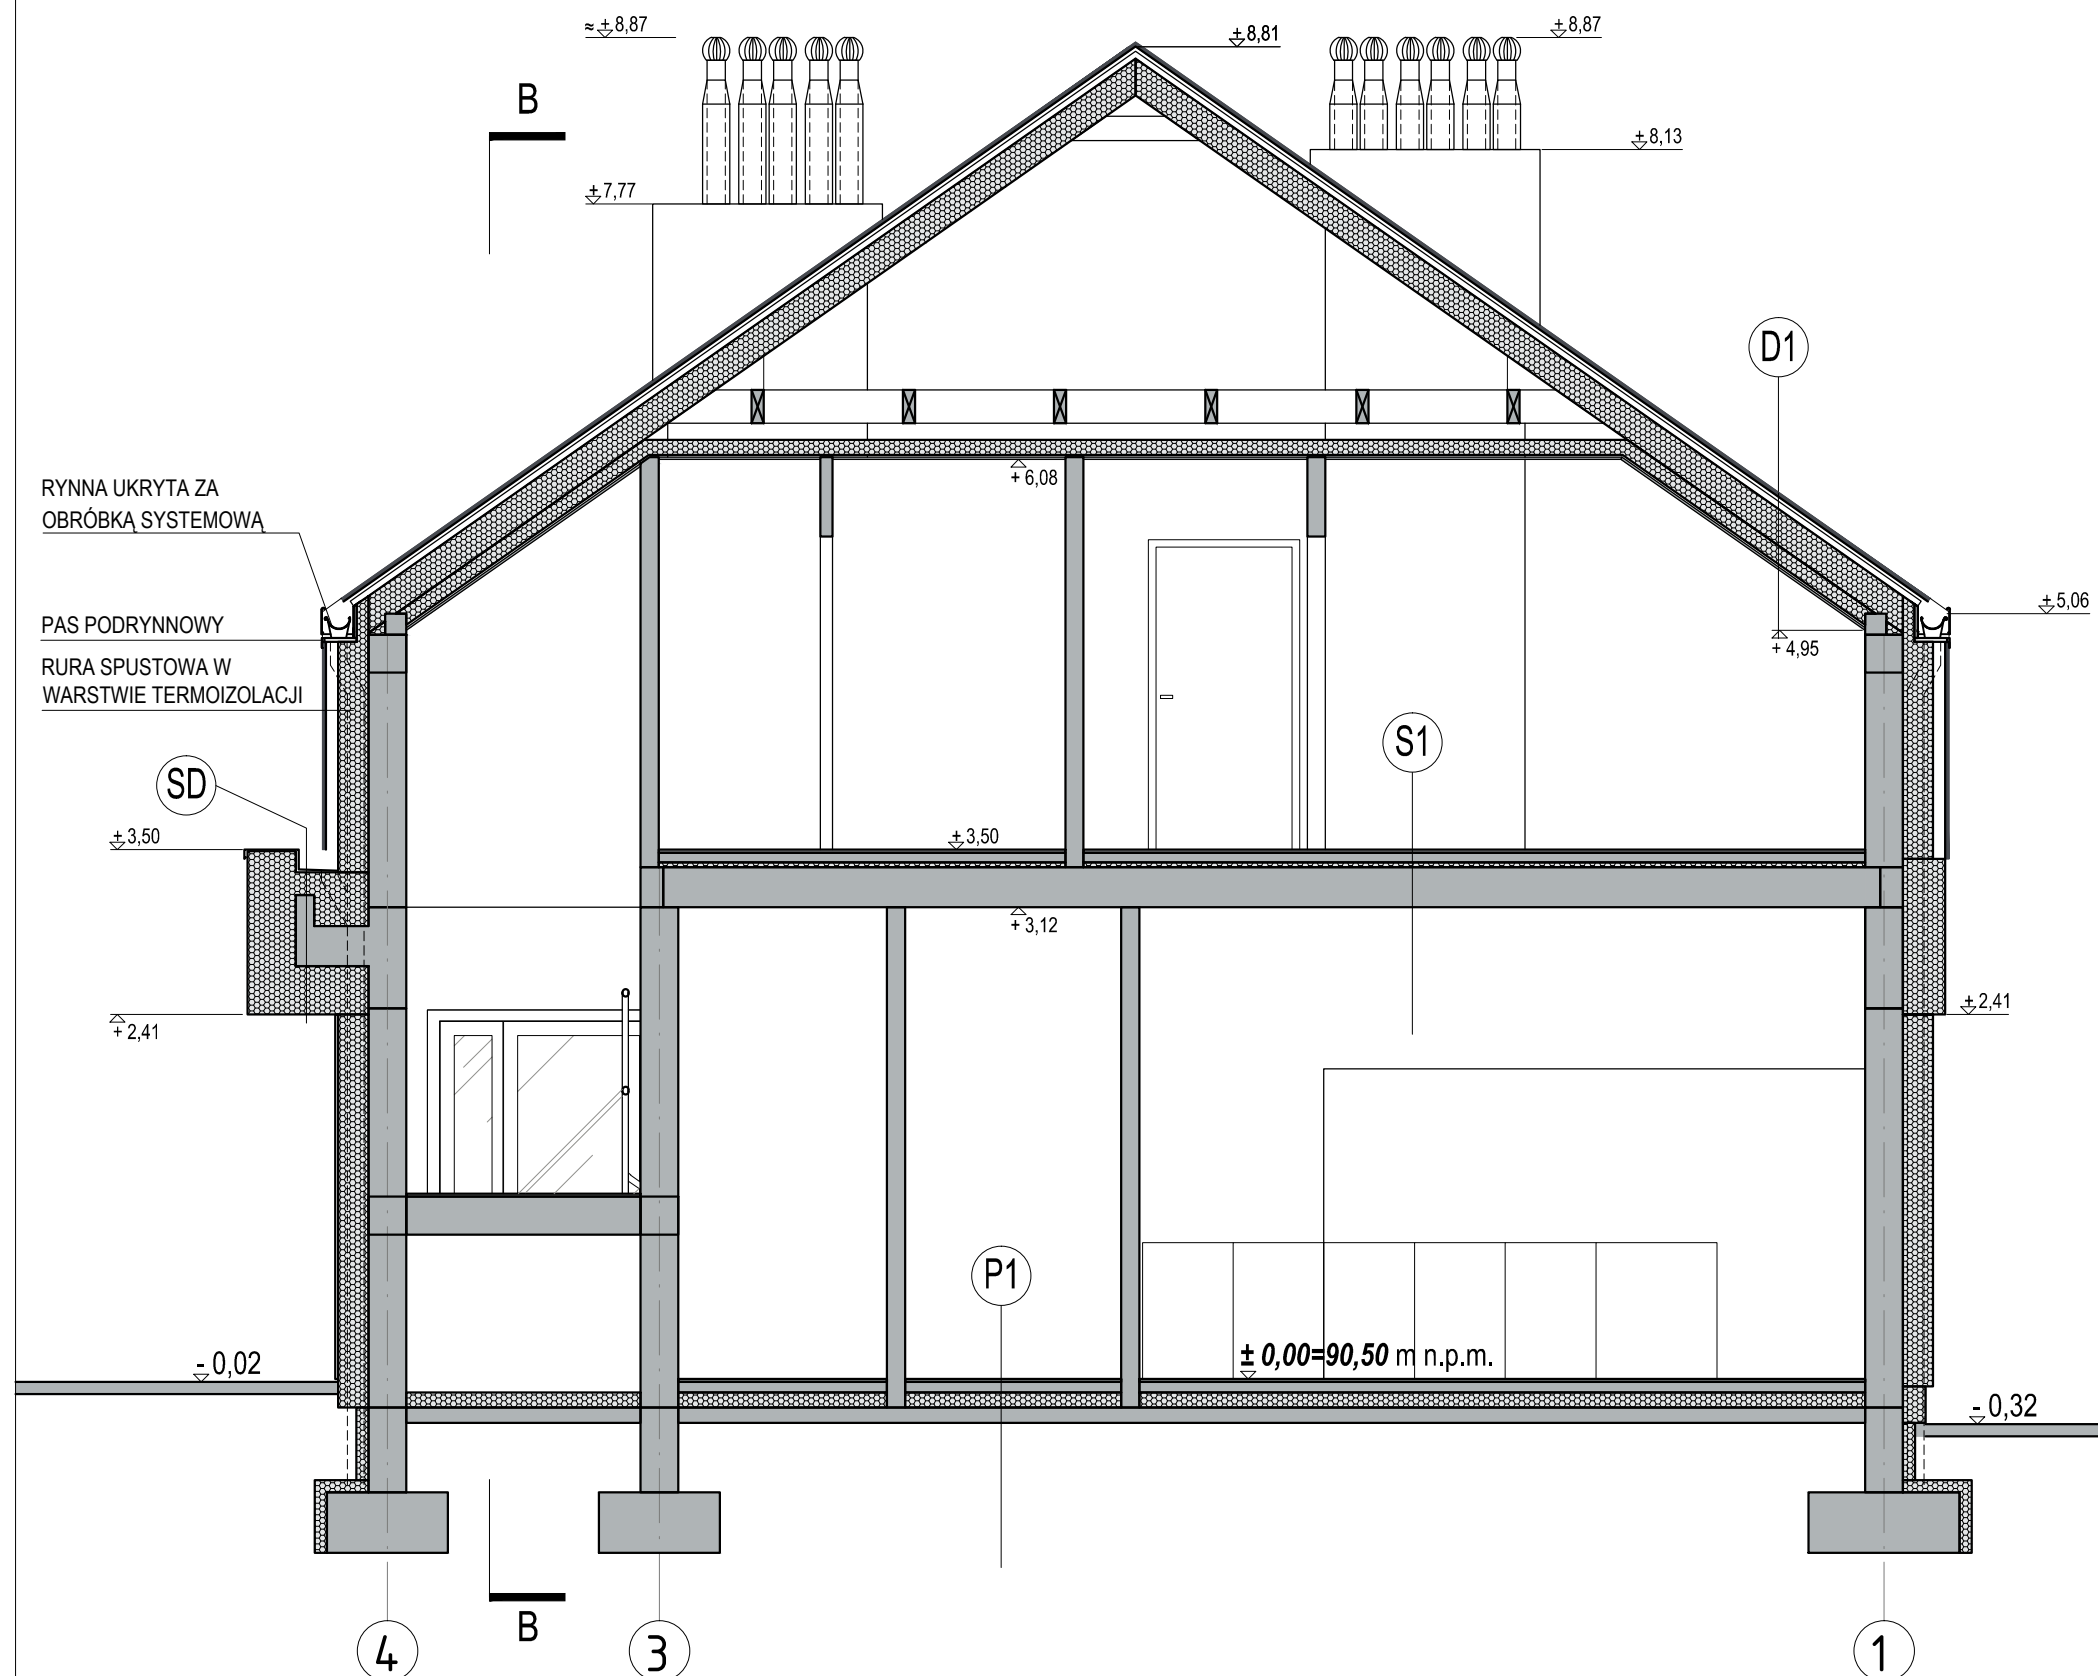 ≈ ± 8,87
± 8,81
± 8,87
B
± 8,13
± 7,77
D1
+ 6,08
RYNNA UKRYTA ZA
OBRÓBKĄ SYSTEMOWĄ
± 5,06
PAS PODRYNNOWY
+ 4,95
RURA SPUSTOWA W
WARSTWIE TERMOIZOLACJI
S1
SD
± 3,50
± 3,50
+ 3,12
± 2,41
+ 2,41
P1
± 0,00=90,50 m n.p.m.
- 0,02
- 0,32
B
4
3
1